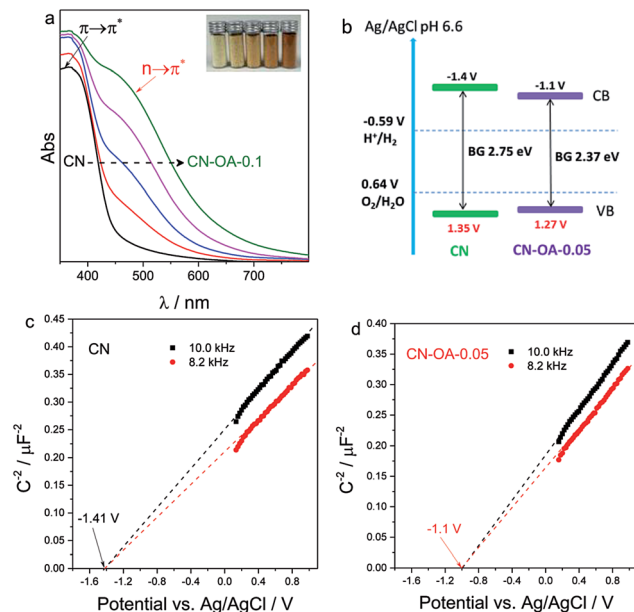 a
π→π*
n→π*
CN
CN-OA-0.1
Abs
400
500
600
700
λ / nm
b
Ag/AgCl pH 6.6
-1.4 V
-1.1 V
CB
-0.59 V
H⁺/H₂
BG 2.75 eV
BG 2.37 eV
0.64 V
O₂/H₂O
1.35 V
1.27 V
VB
CN
CN-OA-0.05
c
CN
10.0 kHz
8.2 kHz
0.45
0.40
0.35
0.30
0.25
0.20
0.15
0.10
0.05
0.00
C⁻² / μF⁻²
-1.41 V
-1.6
-1.2
-0.8
-0.4
0.0
0.4
0.8
Potential vs. Ag/AgCl / V
d
CN-OA-0.05
10.0 kHz
8.2 kHz
0.40
0.35
0.30
0.25
0.20
0.15
0.10
0.05
0.00
C⁻² / μF⁻²
-1.1 V
-1.6
-1.2
-0.8
-0.4
0.0
0.4
0.8
Potential vs. Ag/AgCl / V